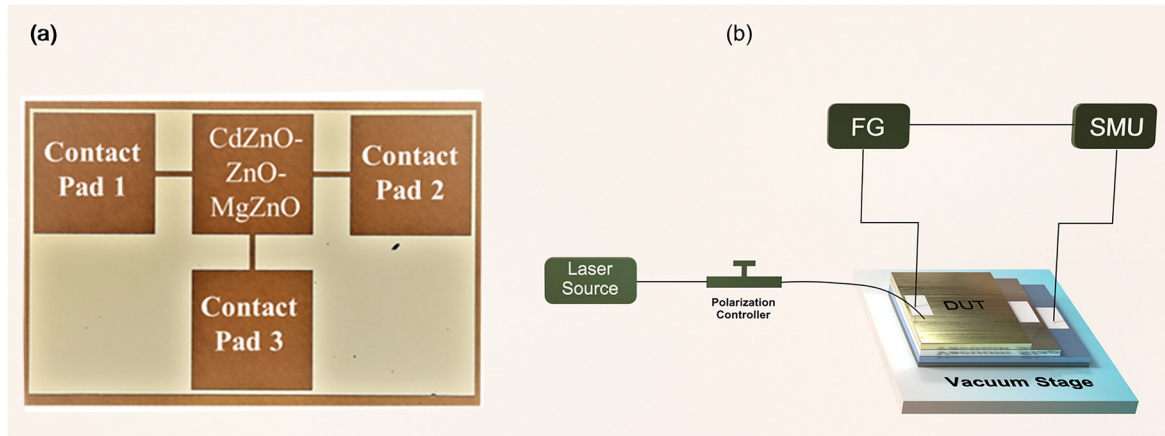 (a)
Contact
Pad 1
CdZnO-
ZnO-
MgZnO
Contact
Pad 2
Contact
Pad 3
(b)
FG
SMU
Laser
Source
Polarization
Controller
DUT
Vacuum Stage